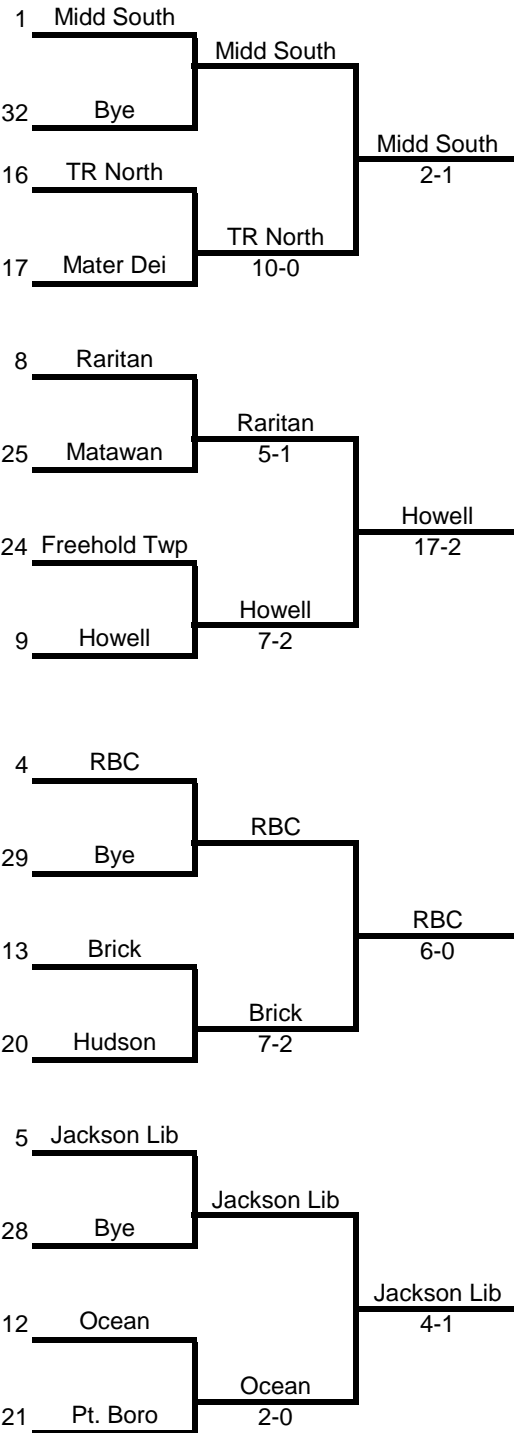 1 Midd South
Midd South
32 Bye
Midd South
2-1
16 TR North
TR North
10-0
17 Mater Dei
8 Raritan
Raritan
5-1
25 Matawan
Howell
17-2
24 Freehold Twp
Howell
7-2
9 Howell
4 RBC
RBC
29 Bye
RBC
6-0
13 Brick
Brick
7-2
20 Hudson
5 Jackson Lib
Jackson Lib
28 Bye
Jackson Lib
4-1
12 Ocean
Ocean
2-0
21 Pt. Boro